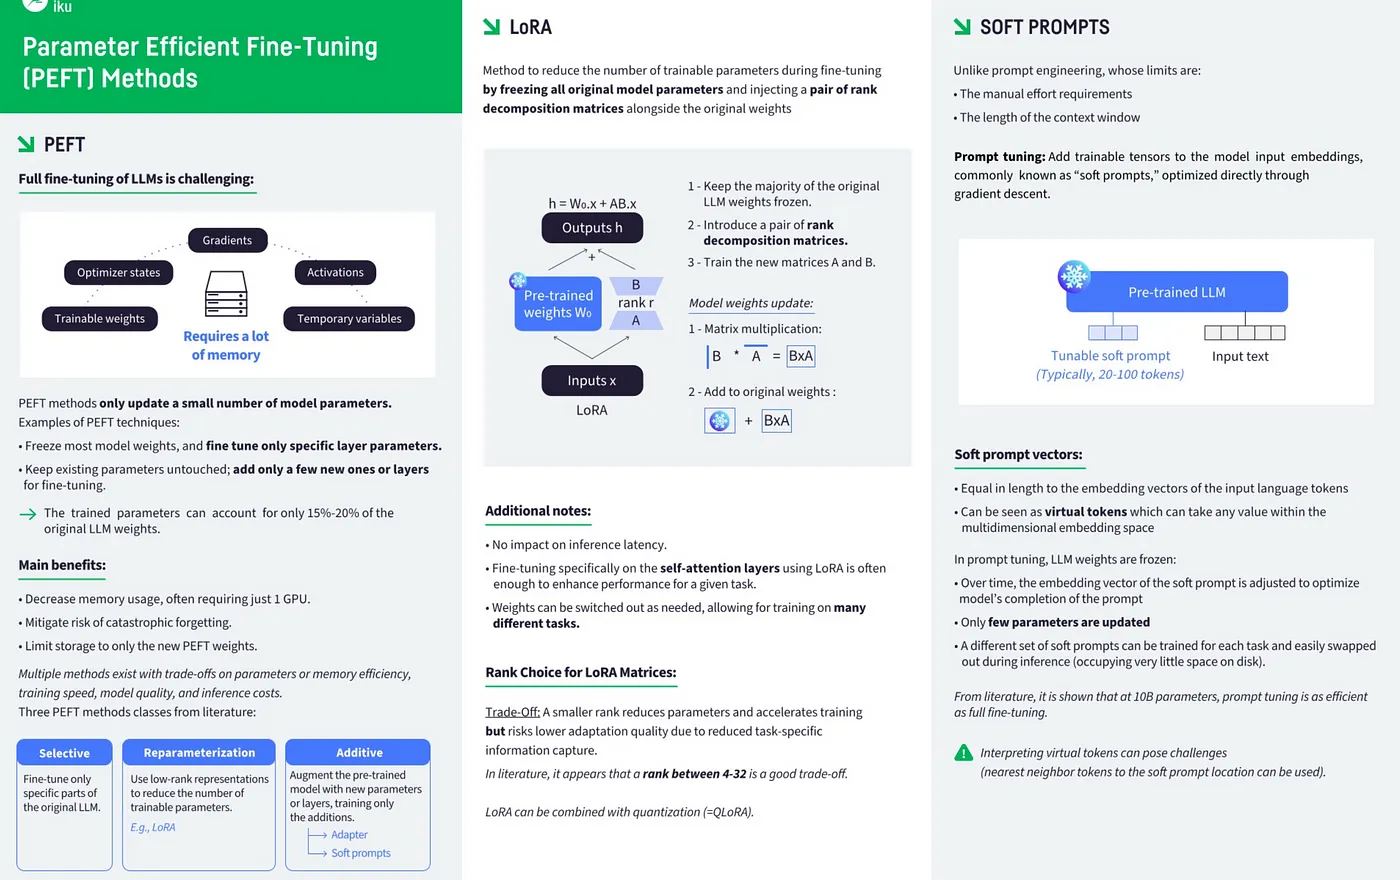 iku
Parameter Efficient Fine-Tuning
(PEFT) Methods
PEFT
Full fine-tuning of LLMs is challenging:
Gradients
Optimizer states
Activations
Trainable weights
Temporary variables
Requires a lot
of memory
PEFT methods only update a small number of model parameters.
Examples of PEFT techniques:
• Freeze most model weights, and fine tune only specific layer parameters.
• Keep existing parameters untouched; add only a few new ones or layers
for fine-tuning.
The trained parameters can account for only 15%-20% of the
original LLM weights.
Main benefits:
• Decrease memory usage, often requiring just 1 GPU.
• Mitigate risk of catastrophic forgetting.
• Limit storage to only the new PEFT weights.
Multiple methods exist with trade-offs on parameters or memory efficiency,
training speed, model quality, and inference costs.
Three PEFT methods classes from literature:
Selective
Fine-tune only
specific parts of
the original LLM.
Reparameterization
Use low-rank representations
to reduce the number of
trainable parameters.
E.g., LoRA
Additive
Augment the pre-trained
model with new parameters
or layers, training only
the additions.
Adapter
Soft prompts
LoRA
Method to reduce the number of trainable parameters during fine-tuning
by freezing all original model parameters and injecting a pair of rank
decomposition matrices alongside the original weights
h = W₀.x + AB.x
Outputs h
+
Pre-trained
weights W₀
B
rank r
A
Inputs x
LoRA
1 - Keep the majority of the original
LLM weights frozen.
2 - Introduce a pair of rank
decomposition matrices.
3 - Train the new matrices A and B.
Model weights update:
1 - Matrix multiplication:
B * A = BxA
2 - Add to original weights :
+ BxA
Additional notes:
• No impact on inference latency.
• Fine-tuning specifically on the self-attention layers using LoRA is often
enough to enhance performance for a given task.
• Weights can be switched out as needed, allowing for training on many
different tasks.
Rank Choice for LoRA Matrices:
Trade-Off: A smaller rank reduces parameters and accelerates training
but risks lower adaptation quality due to reduced task-specific
information capture.
In literature, it appears that a rank between 4-32 is a good trade-off.
LoRA can be combined with quantization (=QLoRA).
SOFT PROMPTS
Unlike prompt engineering, whose limits are:
• The manual effort requirements
• The length of the context window
Prompt tuning: Add trainable tensors to the model input embeddings,
commonly known as “soft prompts,” optimized directly through
gradient descent.
Pre-trained LLM
Tunable soft prompt
(Typically, 20-100 tokens)
Input text
Soft prompt vectors:
• Equal in length to the embedding vectors of the input language tokens
• Can be seen as virtual tokens which can take any value within the
multidimensional embedding space
In prompt tuning, LLM weights are frozen:
• Over time, the embedding vector of the soft prompt is adjusted to optimize
model’s completion of the prompt
• Only few parameters are updated
• A different set of soft prompts can be trained for each task and easily swapped
out during inference (occupying very little space on disk).
From literature, it is shown that at 10B parameters, prompt tuning is as efficient
as full fine-tuning.
Interpreting virtual tokens can pose challenges
(nearest neighbor tokens to the soft prompt location can be used).